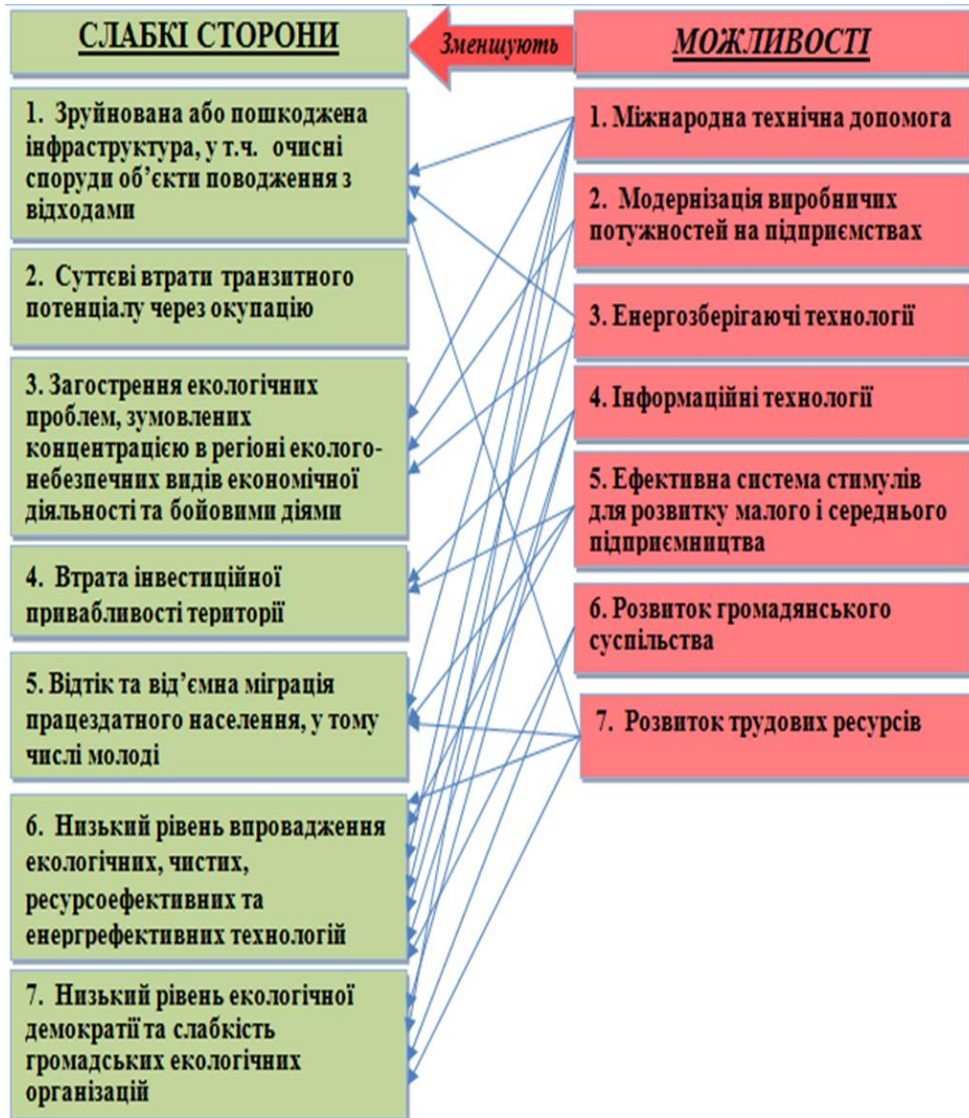 СЛАБКІ СТОРОНИ
Зменшують
МОЖЛИВОСТІ
1. Зруйнована або пошкоджена
інфраструктура, у т.ч. очисні
споруди об’єкти поводження з
відходами
2. Суттєві втрати транзитного
потенціалу через окупацію
3. Загострення екологічних
проблем, зумовлених
концентрацією в регіоні еколого-
небезпечних видів економічної
діяльності та бойовими діями
4. Втрата інвестиційної
привабливості території
5. Відтік та від’ємна міграція
працездатного населення, у тому
числі молоді
6. Низький рівень впровадження
екологічних, чистих,
ресурсоефективних та
енергрефективних технологій
7. Низький рівень екологічної
демократії та слабкість
громадських екологічних
організацій
1. Міжнародна технічна допомога
2. Модернізація виробничих
потужностей на підприємствах
3. Енергозберігаючі технології
4. Інформаційні технології
5. Ефективна система стимулів
для розвитку малого і середнього
підприємництва
6. Розвиток громадянського
суспільства
7. Розвиток трудових ресурсів